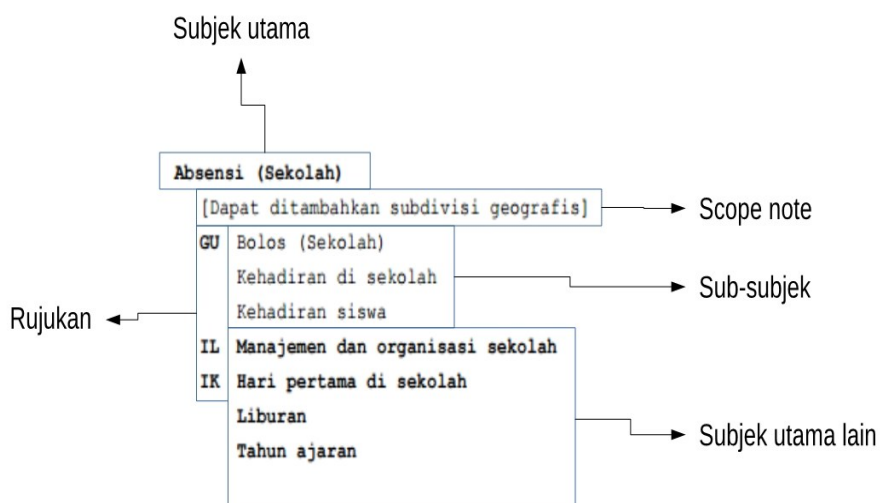 Subjek utama
Absensi (Sekolah)
[Dapat ditambahkan subdivisi geografis]
Scope note
GU Bolos (Sekolah)
Kehadiran di sekolah
Sub-subjek
Kehadiran siswa
Rujukan
IL Manajemen dan organisasi sekolah
IK Hari pertama di sekolah
Liburan
Subjek utama lain
Tahun ajaran